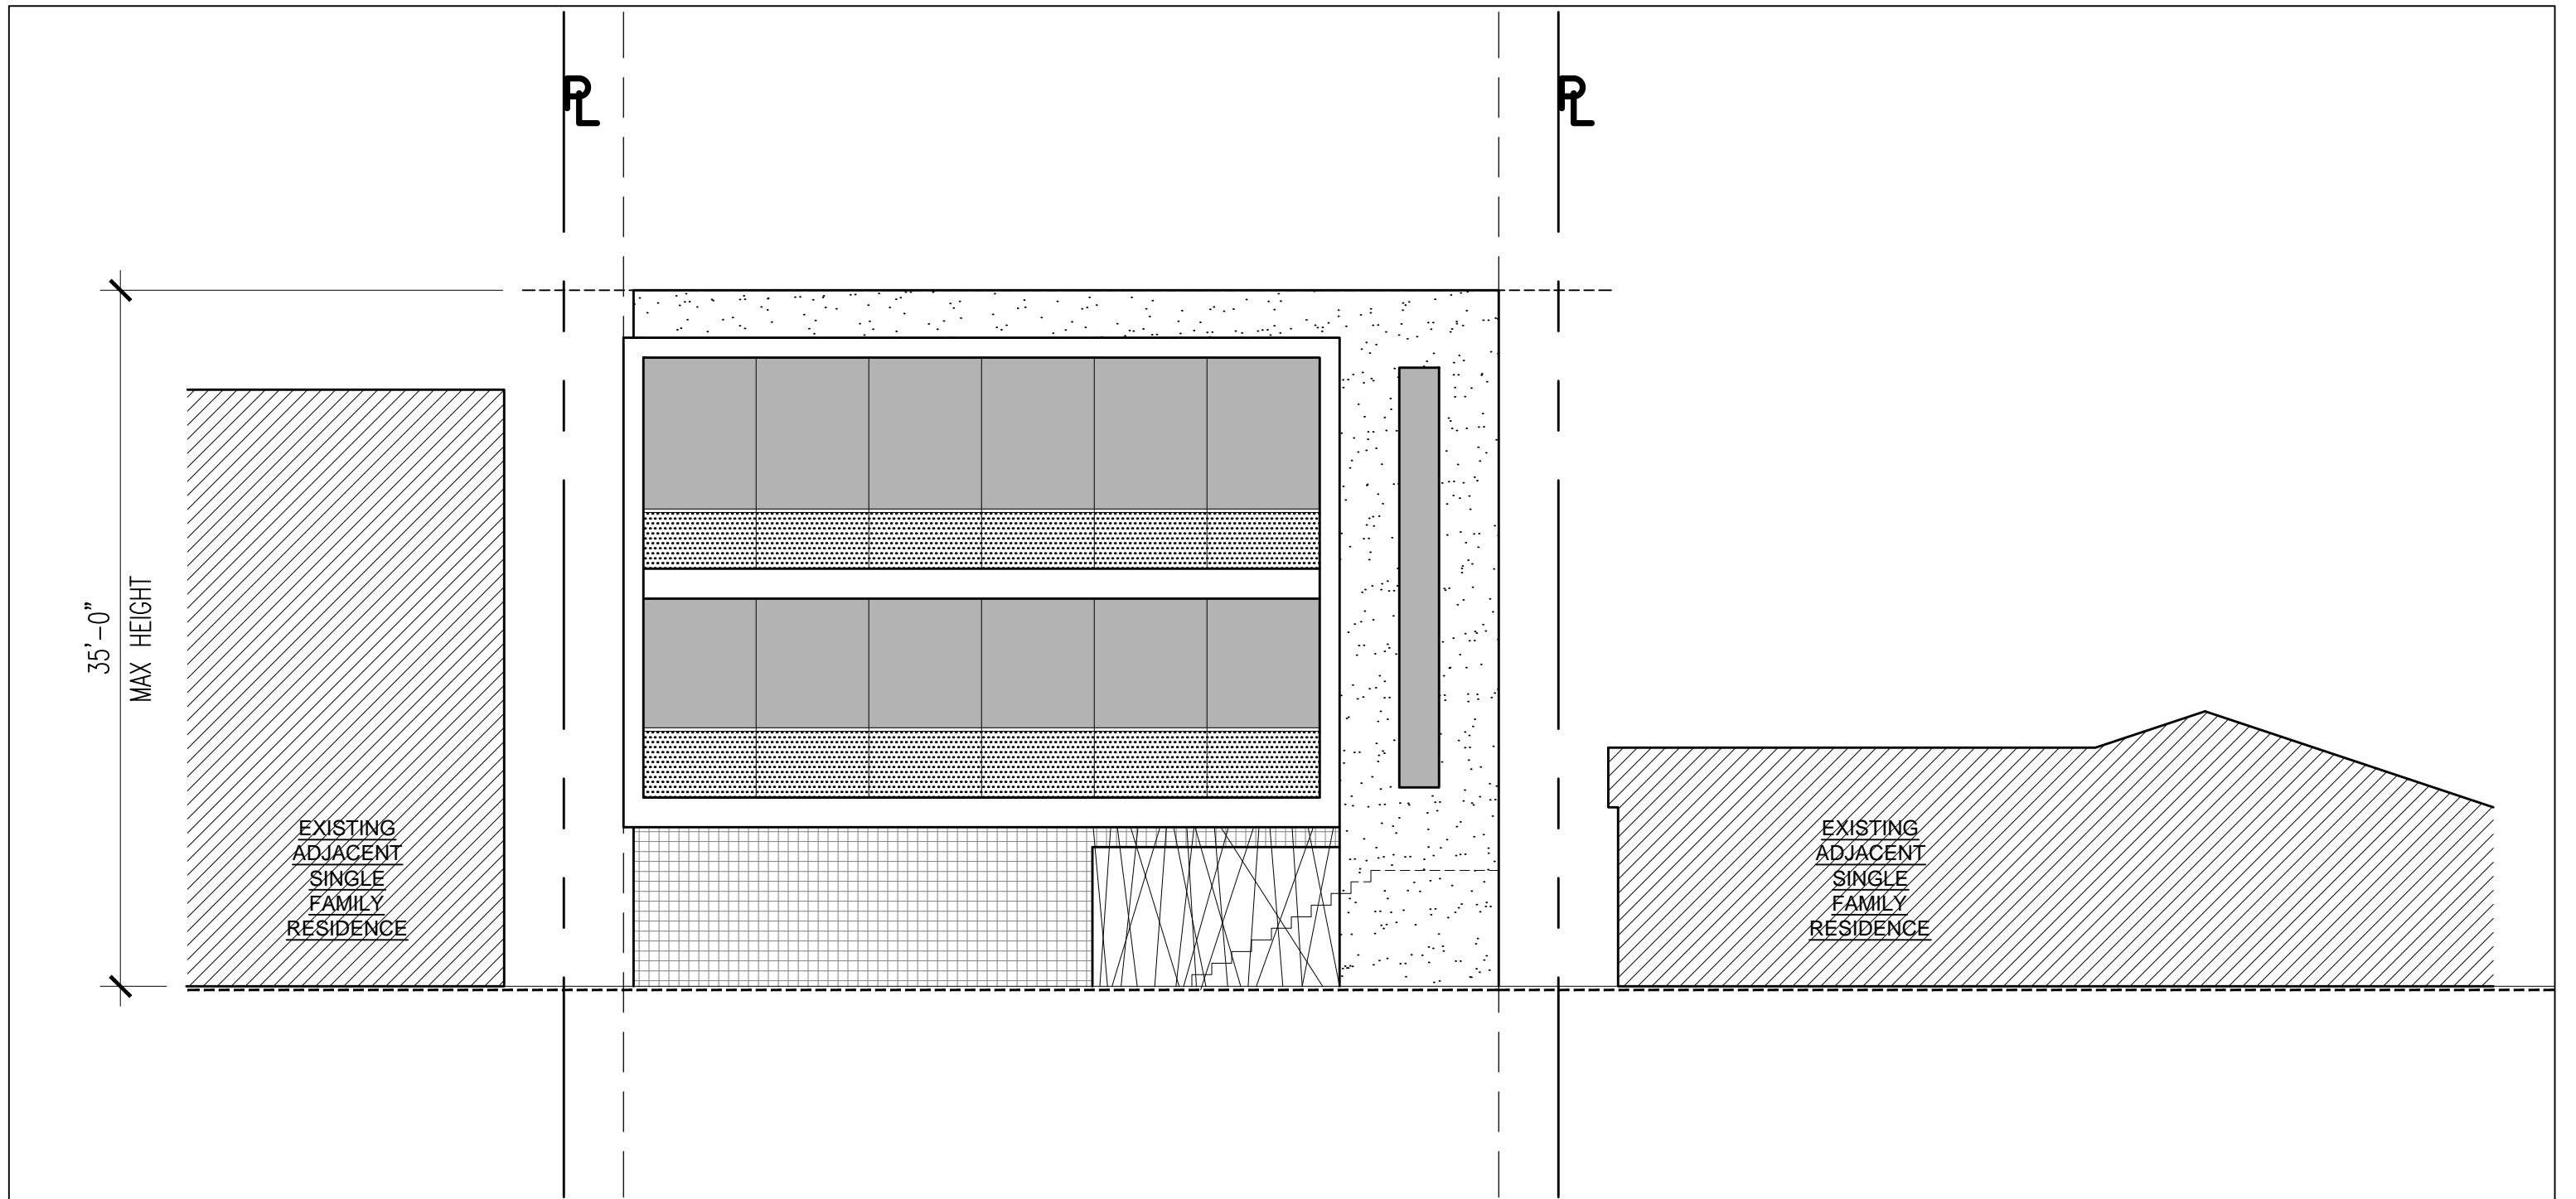 PL
PL
35'-0"
MAX HEIGHT
EXISTING
ADJACENT
SINGLE
FAMILY
RESIDENCE
EXISTING
ADJACENT
SINGLE
FAMILY
RESIDENCE